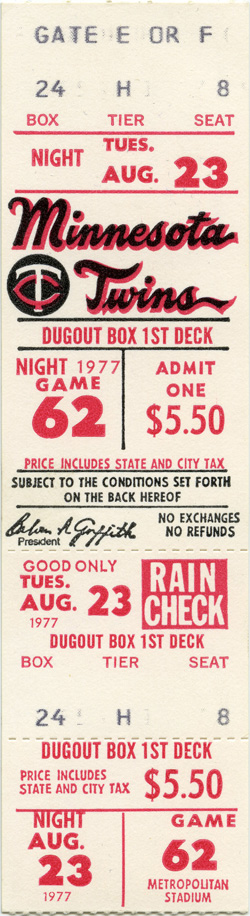 GATE E OR F
24 H 8
BOX TIER SEAT
NIGHT TUES. AUG. 23
Minnesota
TC Twins
DUGOUT BOX 1ST DECK
NIGHT 1977 ADMIT
GAME ONE
62 $5.50
PRICE INCLUDES STATE AND CITY TAX
SUBJECT TO THE CONDITIONS SET FORTH
ON THE BACK HEREOF
Calvin R Griffith NO EXCHANGES
President NO REFUNDS
GOOD ONLY RAIN
TUES. CHECK
AUG. 23
1977
DUGOUT BOX 1ST DECK
BOX TIER SEAT
24 H 8
DUGOUT BOX 1ST DECK
PRICE INCLUDES
STATE AND CITY TAX $5.50
NIGHT GAME
AUG. 62
23 METROPOLITAN
1977 STADIUM